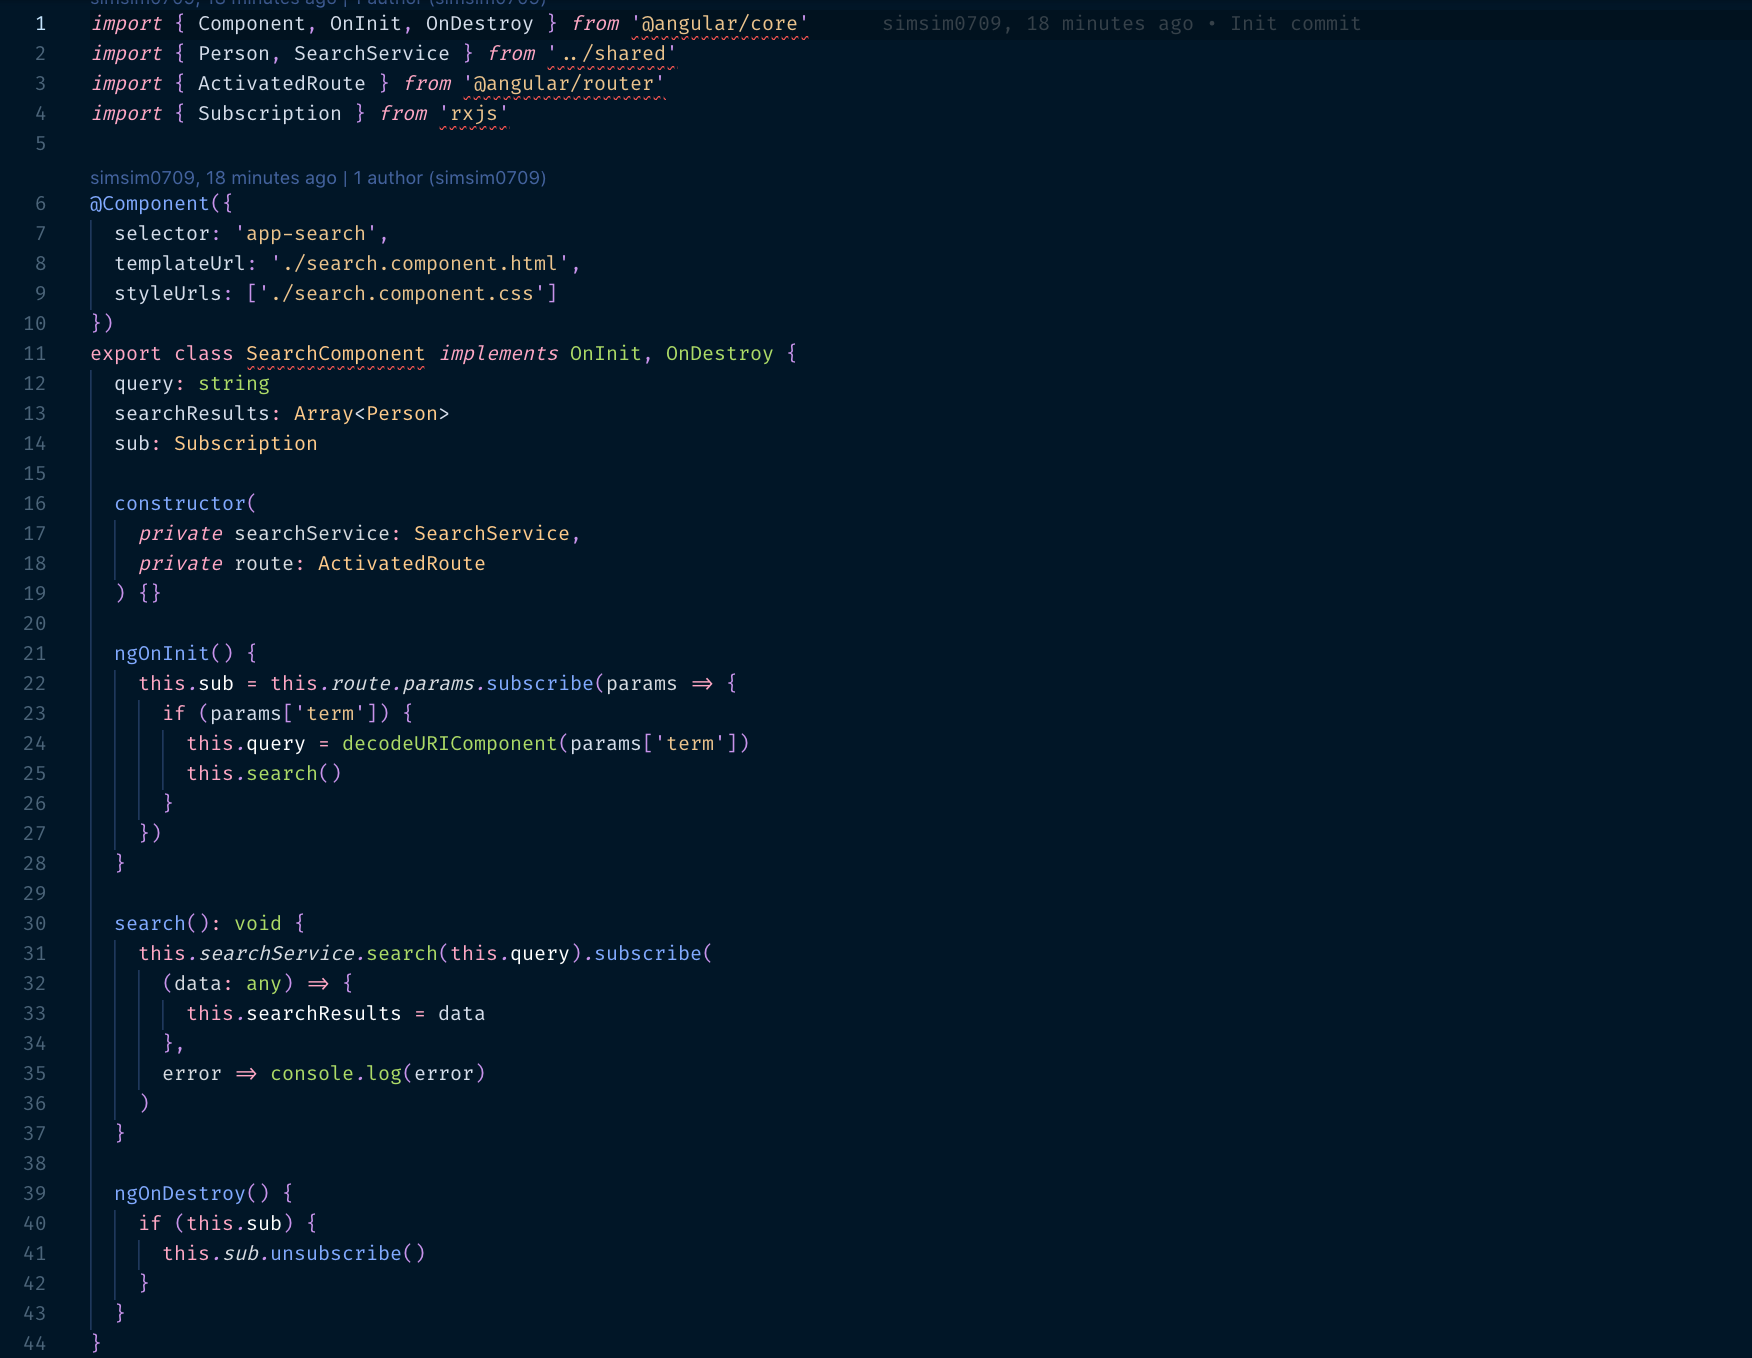 simsim0709, 18 minutes ago | 1 author (simsim0709)
1 import { Component, OnInit, OnDestroy } from '@angular/core' simsim0709, 18 minutes ago • Init commit
2 import { Person, SearchService } from '../shared'
3 import { ActivatedRoute } from '@angular/router'
4 import { Subscription } from 'rxjs'
5
simsim0709, 18 minutes ago | 1 author (simsim0709)
6 @Component({
7   selector: 'app-search',
8   templateUrl: './search.component.html',
9   styleUrls: ['./search.component.css']
10 })
11 export class SearchComponent implements OnInit, OnDestroy {
12   query: string
13   searchResults: Array<Person>
14   sub: Subscription
15
16   constructor(
17     private searchService: SearchService,
18     private route: ActivatedRoute
19   ) {}
20
21   ngOnInit() {
22     this.sub = this.route.params.subscribe(params => {
23       if (params['term']) {
24         this.query = decodeURIComponent(params['term'])
25         this.search()
26       }
27     })
28   }
29
30   search(): void {
31     this.searchService.search(this.query).subscribe(
32       (data: any) => {
33         this.searchResults = data
34       },
35       error => console.log(error)
36     )
37   }
38
39   ngOnDestroy() {
40     if (this.sub) {
41       this.sub.unsubscribe()
42     }
43   }
44 }